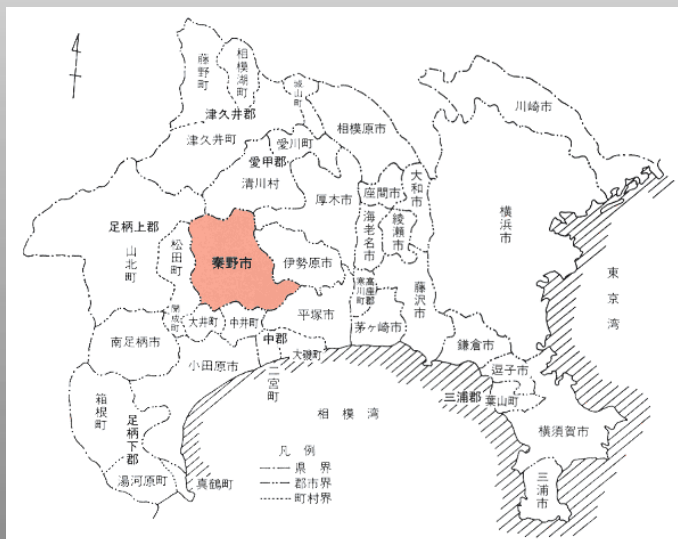 藤野町
相模湖町
城山町
川崎市
津久井郡
相模原市
津久井町
愛川町
愛甲郡
清川村
大和市
座間市
厚木市
綾瀬市
海老名市
横浜市
足柄上郡
山北町
松田町
秦野市
伊勢原市
東京湾
高座郡
寒川町
藤沢市
開成町
大井町
中井町
平塚市
茅ヶ崎市
南足柄市
中郡
鎌倉市
小田原市
大磯町
二宮町
逗子市
三浦郡
葉山町
箱根町
足柄下郡
相模湾
横須賀市
湯河原町
真鶴町
三浦市
凡例
県界
郡市界
町村界